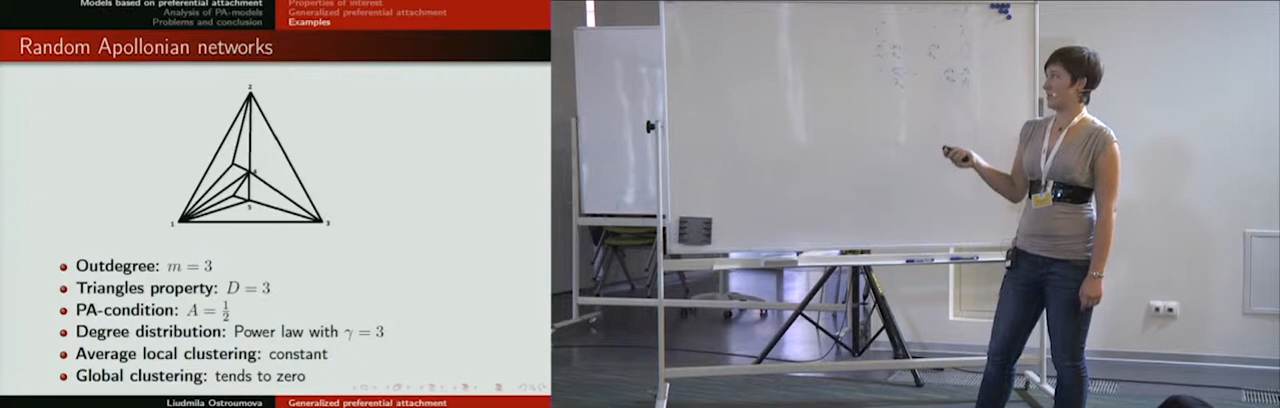 Models based on preferential attachment
Analysis of PA-models
Problems and conclusion
Properties of interest
Generalized preferential attachment
Examples
Random Apollonian networks
2
4
5
1
3
Outdegree: m = 3
Triangles property: D = 3
PA-condition: A = 1/2
Degree distribution: Power law with γ = 3
Average local clustering: constant
Global clustering: tends to zero
Liudmila Ostroumova
Generalized preferential attachment